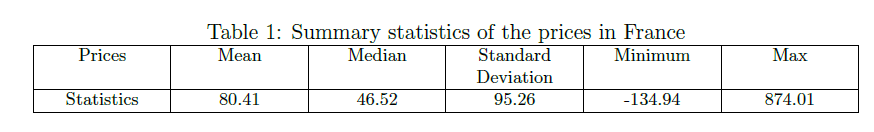 Table 1: Summary statistics of the prices in France
Prices Mean Median Standard Deviation Minimum Max
Statistics 80.41 46.52 95.26 -134.94 874.01